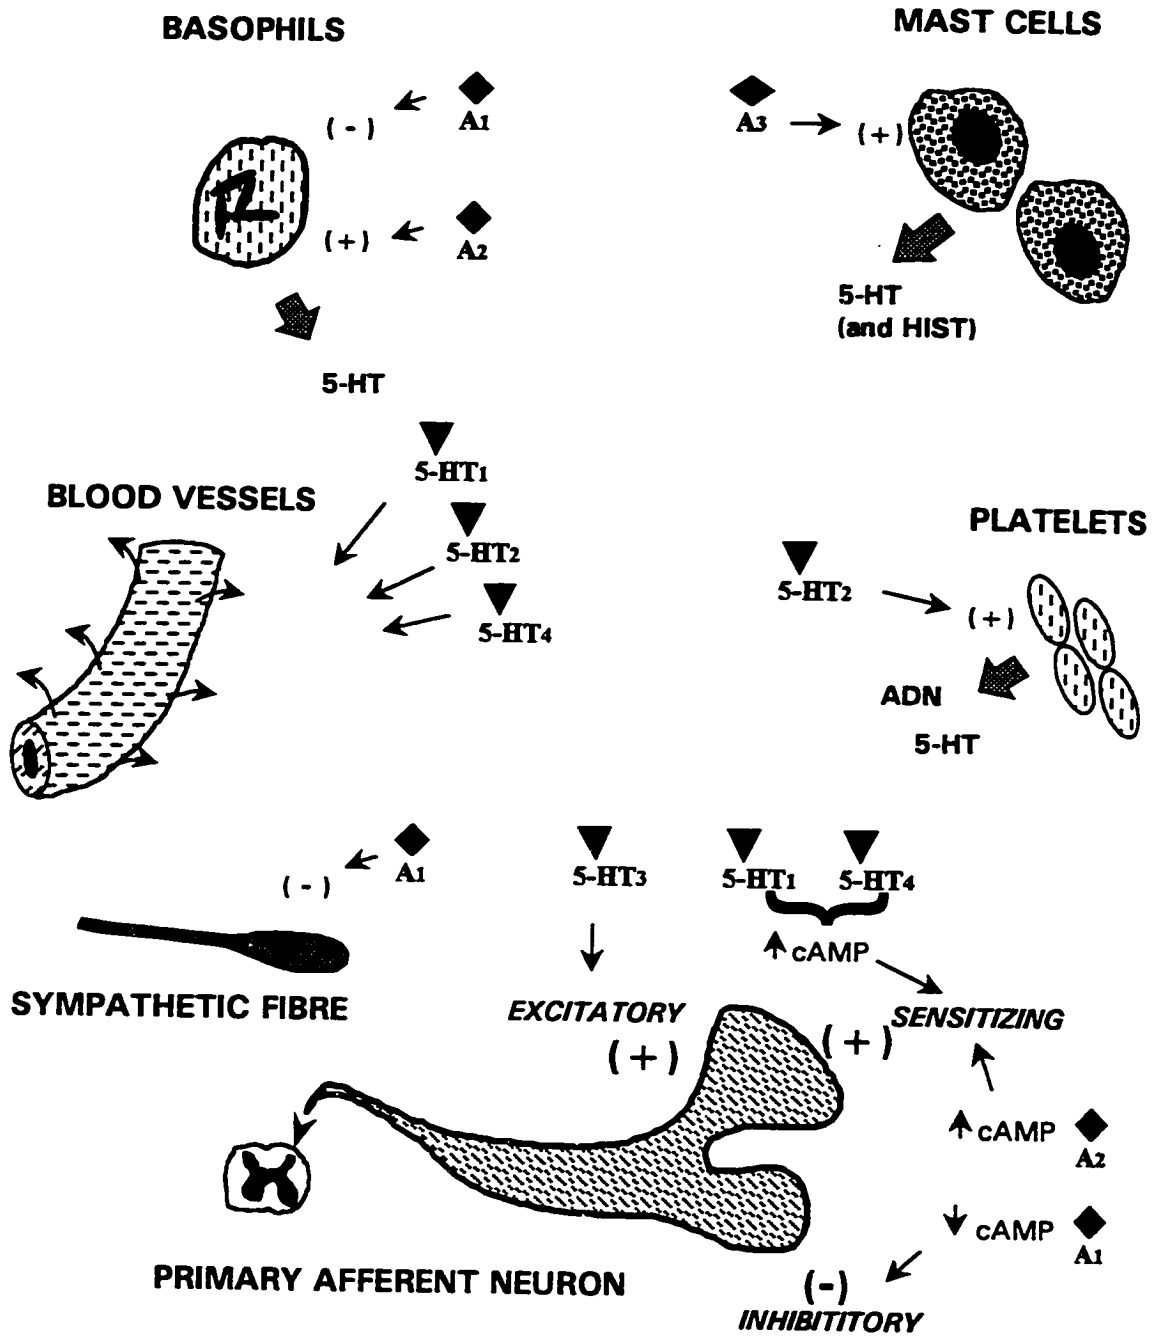 BASOPHILS
MAST CELLS
A1
(-)
A3
(+)
A2
(+)
5-HT
(and HIST)
5-HT
5-HT1
BLOOD VESSELS
5-HT2
5-HT4
PLATELETS
5-HT2
(+)
ADN
5-HT
A1
(-)
5-HT3
5-HT1
5-HT4
cAMP
SYMPATHETIC FIBRE
EXCITATORY
(+)
SENSITIZING
(+)
cAMP
A2
cAMP
A1
PRIMARY AFFERENT NEURON
(-)
INHIBITITORY